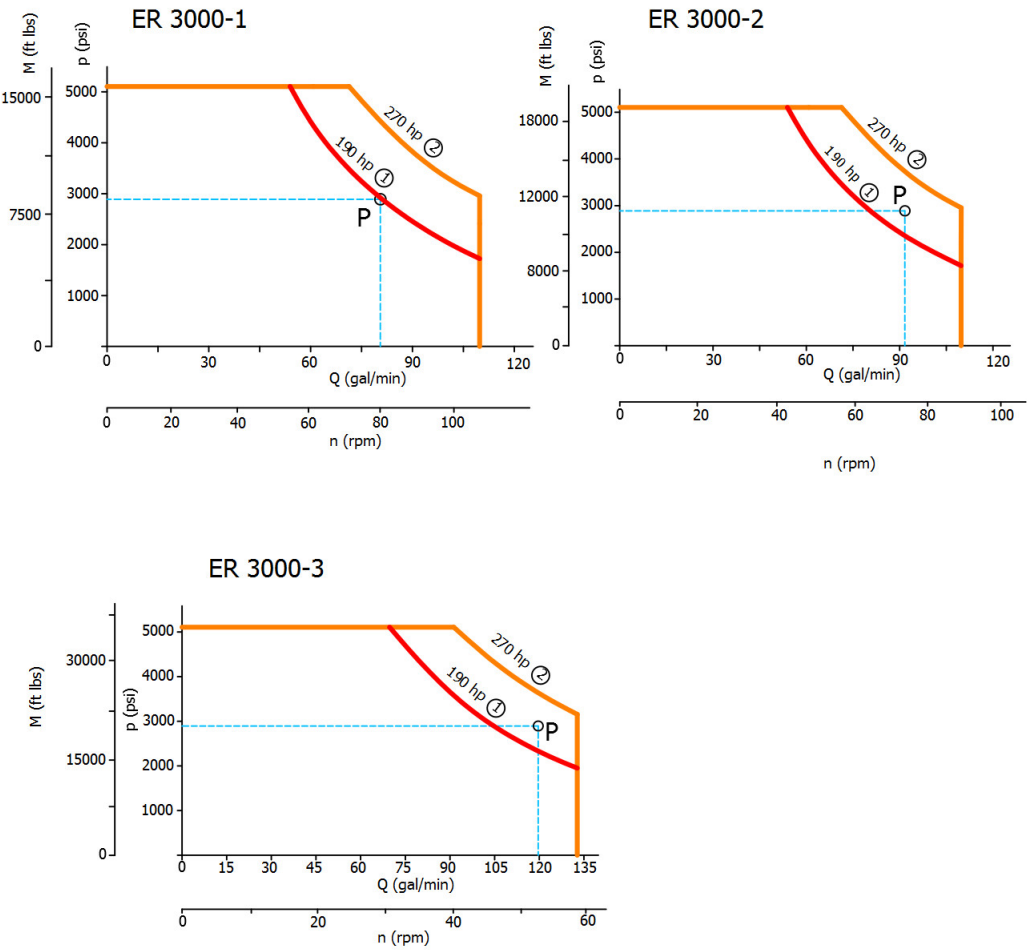 ER 3000-1
M (ft lbs)
p (psi)
15000
7500
0
5000
4000
3000
2000
1000
270 hp 2
190 hp 1
P
0 30 60 90 120
Q (gal/min)
0 20 40 60 80 100
n (rpm)
ER 3000-2
M (ft lbs)
p (psi)
18000
12000
8000
0
5000
4000
3000
2000
1000
270 hp 2
190 hp 1
P
0 30 60 90 120
Q (gal/min)
0 20 40 60 80 100
n (rpm)
ER 3000-3
M (ft lbs)
p (psi)
30000
15000
0
5000
4000
3000
2000
1000
270 hp 2
190 hp 1
P
0 15 30 45 60 75 90 105 120 135
Q (gal/min)
0 20 40 60
n (rpm)